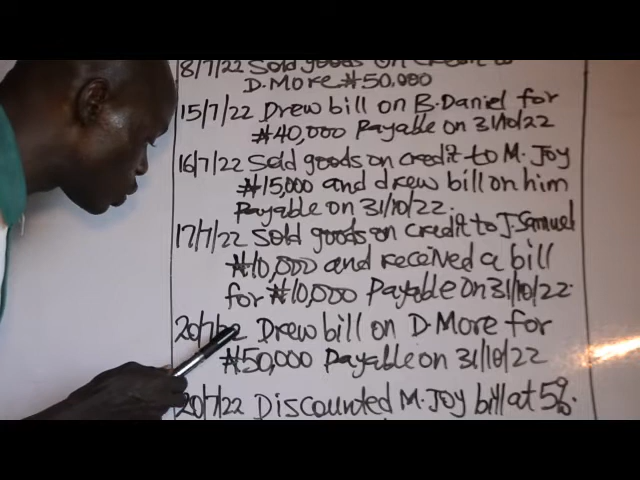 8/7/22 Sold goods on credit to
D. More ₦50,000
15/7/22 Drew bill on B. Daniel for
₦40,000 Payable on 31/10/22
16/7/22 Sold goods on credit to M. Joy
₦15,000 and drew bill on him
Payable on 31/10/22.
17/7/22 Sold goods on credit to J. Samuel
₦10,000 and received a bill
for ₦10,000 Payable on 31/10/22.
20/7/22 Drew bill on D. More for
₦50,000 Payable on 31/10/22
20/7/22 Discounted M. Joy bill at 5%.